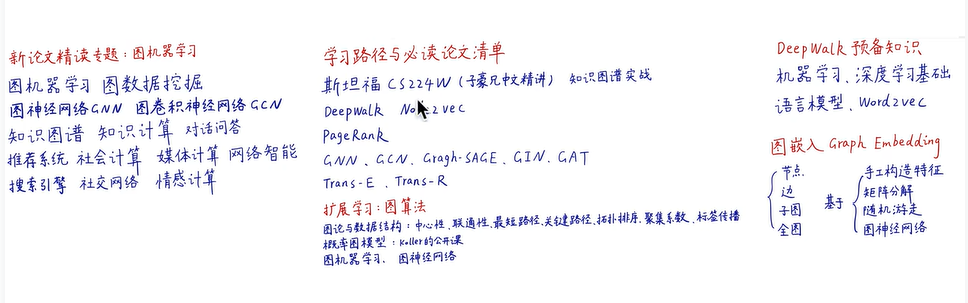 新论文精读专题：图机器学习
图机器学习 图数据挖掘
图神经网络GNN 图卷积神经网络GCN
知识图谱 知识计算 对话问答
推荐系统 社会计算 媒体计算 网络智能
搜索引擎 社交网络 情感计算
学习路径与必读论文清单
斯坦福 CS224W (子豪兄中文精讲) 知识图谱实战
Deepwalk Node2vec
PageRank
GNN、GCN、Gragh-SAGE、GIN、GAT
Trans-E、Trans-R
扩展学习：图算法
图论与数据结构：中心性、联通性、最短路径、关键路径、拓扑排序、聚集系数、标签传播
概率图模型：Koller的公开课
图机器学习、图神经网络
DeepWalk 预备知识
机器学习、深度学习基础
语言模型、Word2vec
图嵌入 Graph Embedding
节点
边
子图
全图
基于
手工构造特征
矩阵分解
随机游走
图神经网络